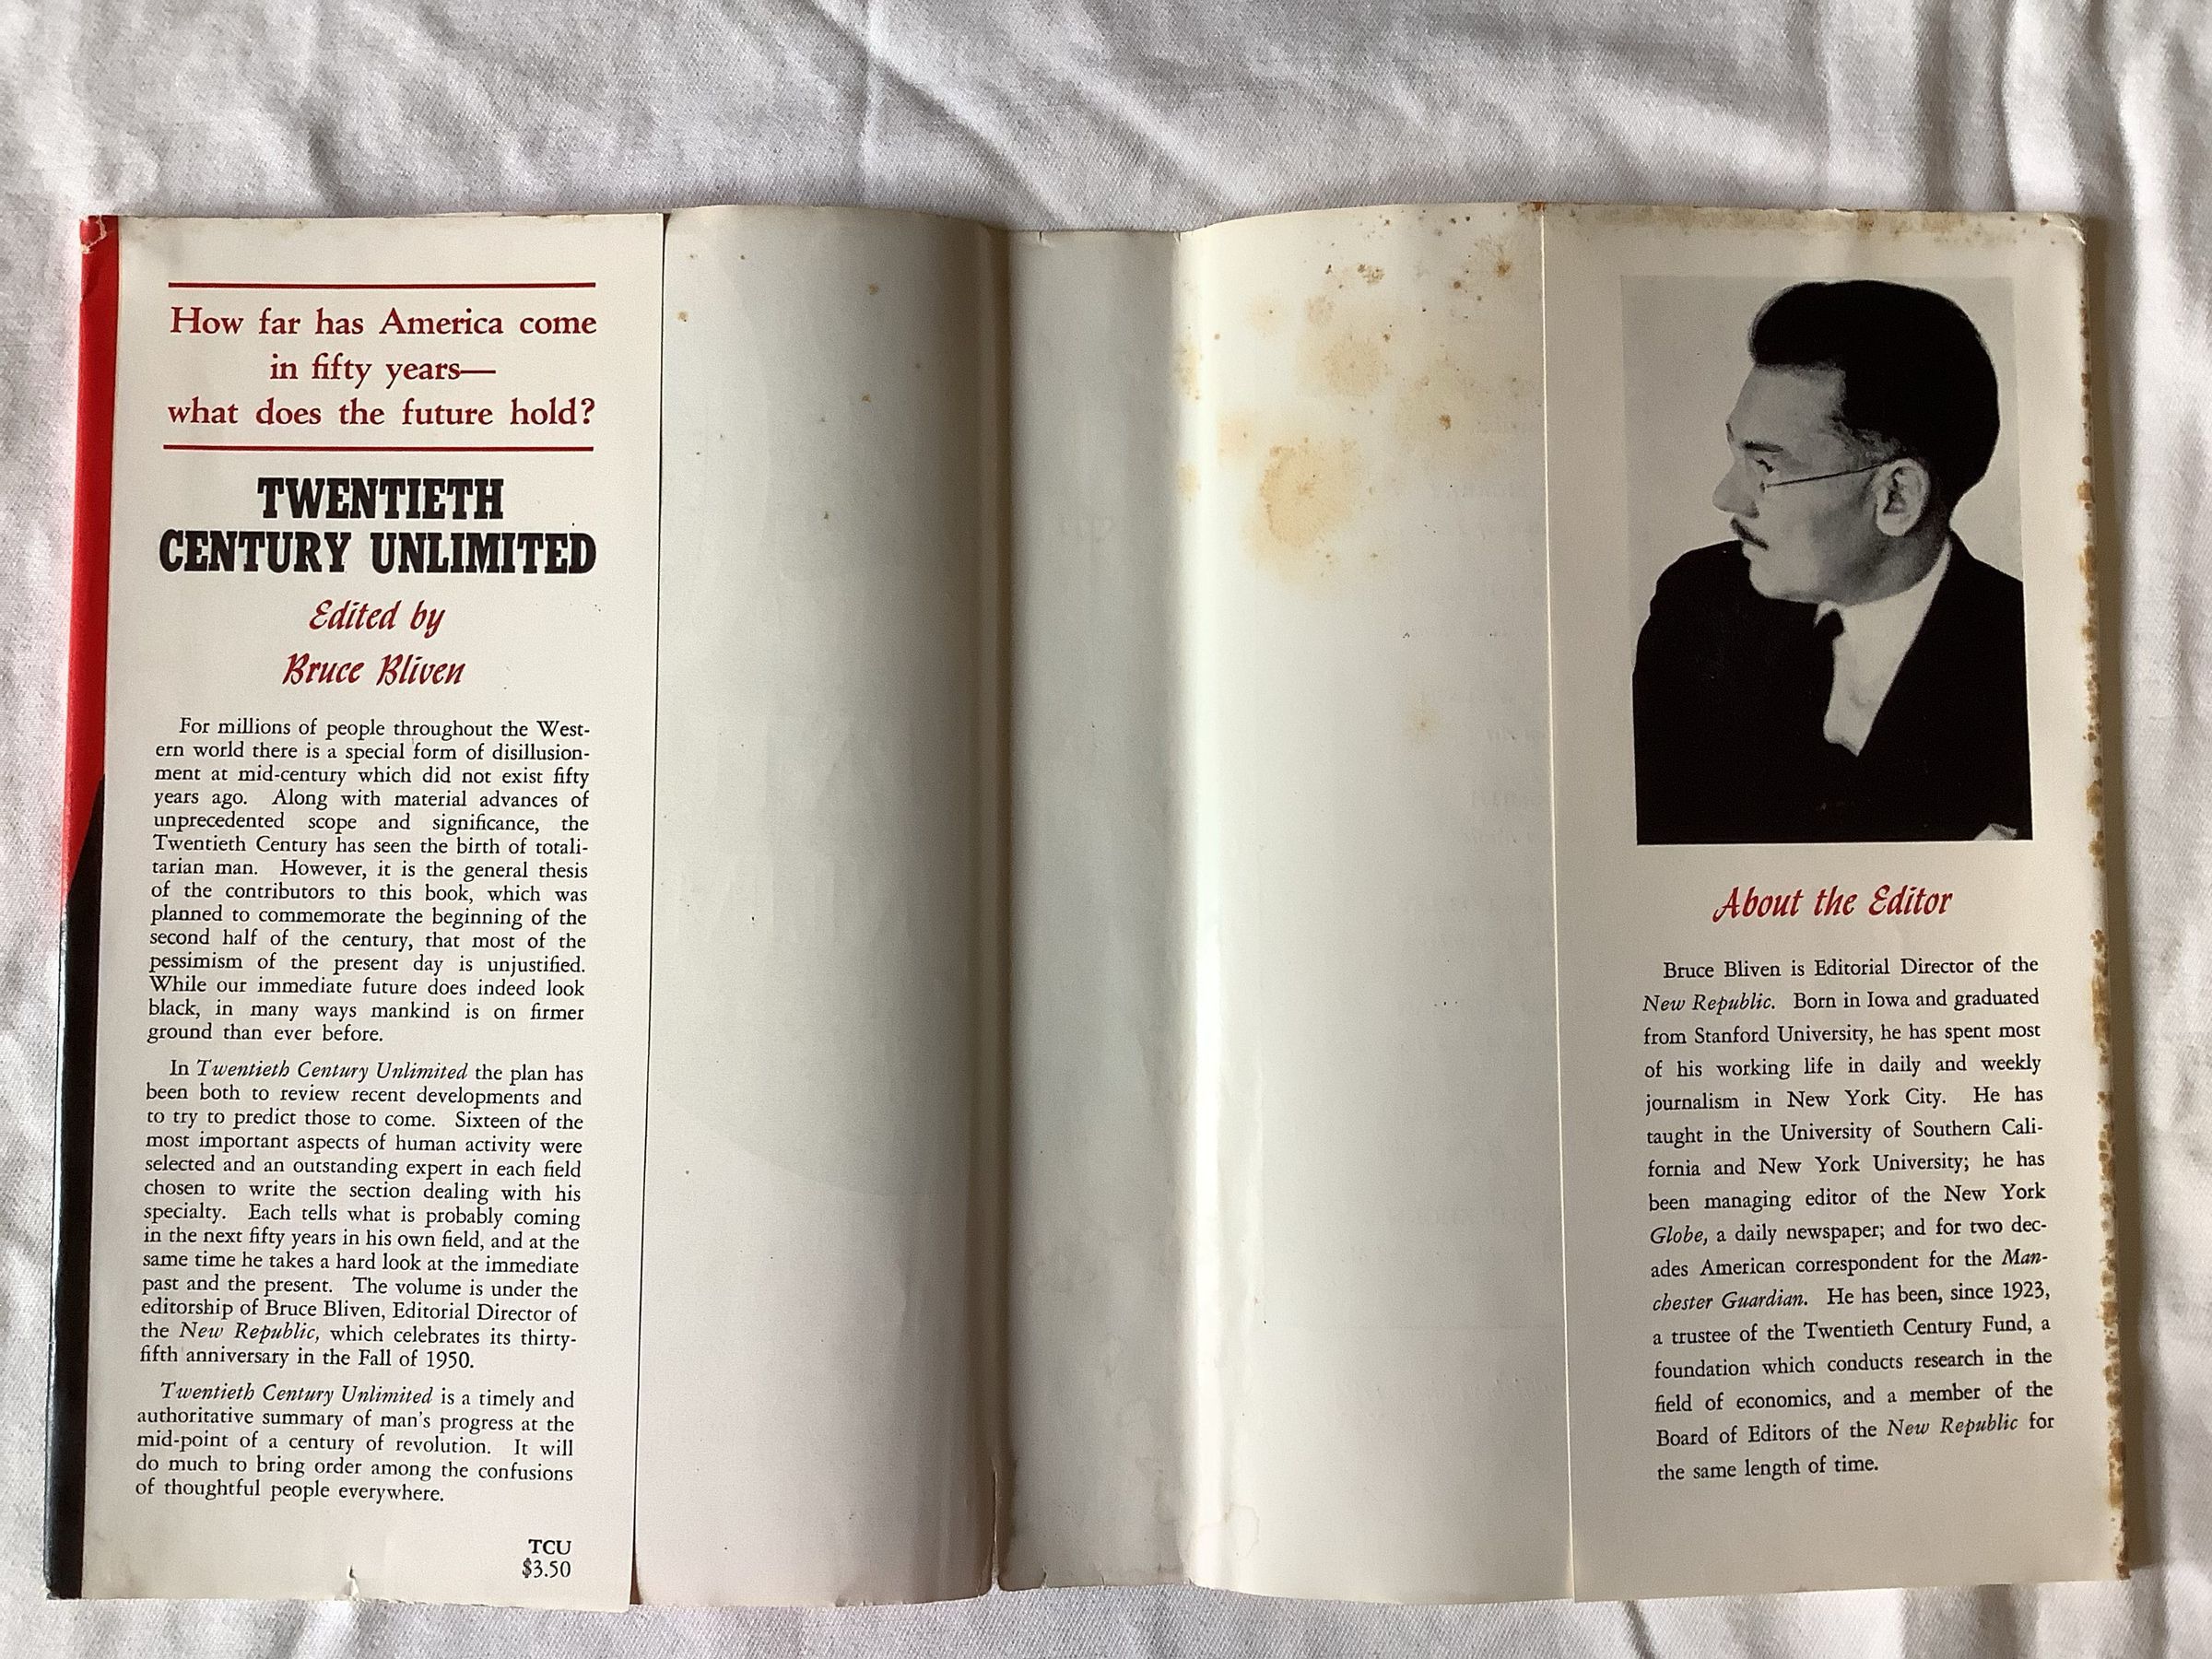 How far has America come
in fifty years—
what does the future hold?
TWENTIETH
CENTURY UNLIMITED
Edited by
Bruce Bliven
For millions of people throughout the West-
ern world there is a special form of disillusion-
ment at mid-century which did not exist fifty
years ago. Along with material advances of
unprecedented scope and significance, the
Twentieth Century has seen the birth of totali-
tarian man. However, it is the general thesis
of the contributors to this book, which was
planned to commemorate the beginning of the
second half of the century, that most of the
pessimism of the present day is unjustified.
While our immediate future does indeed look
black, in many ways mankind is on firmer
ground than ever before.
In Twentieth Century Unlimited the plan has
been both to review recent developments and
to try to predict those to come. Sixteen of the
most important aspects of human activity were
selected and an outstanding expert in each field
chosen to write the section dealing with his
specialty. Each tells what is probably coming
in the next fifty years in his own field, and at the
same time he takes a hard look at the immediate
past and the present. The volume is under the
editorship of Bruce Bliven, Editorial Director of
the New Republic, which celebrates its thirty-
fifth anniversary in the Fall of 1950.
Twentieth Century Unlimited is a timely and
authoritative summary of man's progress at the
mid-point of a century of revolution. It will
do much to bring order among the confusions
of thoughtful people everywhere.
TCU
$3.50
About the Editor
Bruce Bliven is Editorial Director of the
New Republic. Born in Iowa and graduated
from Stanford University, he has spent most
of his working life in daily and weekly
journalism in New York City. He has
taught in the University of Southern Cali-
fornia and New York University; he has
been managing editor of the New York
Globe, a daily newspaper; and for two dec-
ades American correspondent for the Man-
chester Guardian. He has been, since 1923,
a trustee of the Twentieth Century Fund, a
foundation which conducts research in the
field of economics, and a member of the
Board of Editors of the New Republic for
the same length of time.